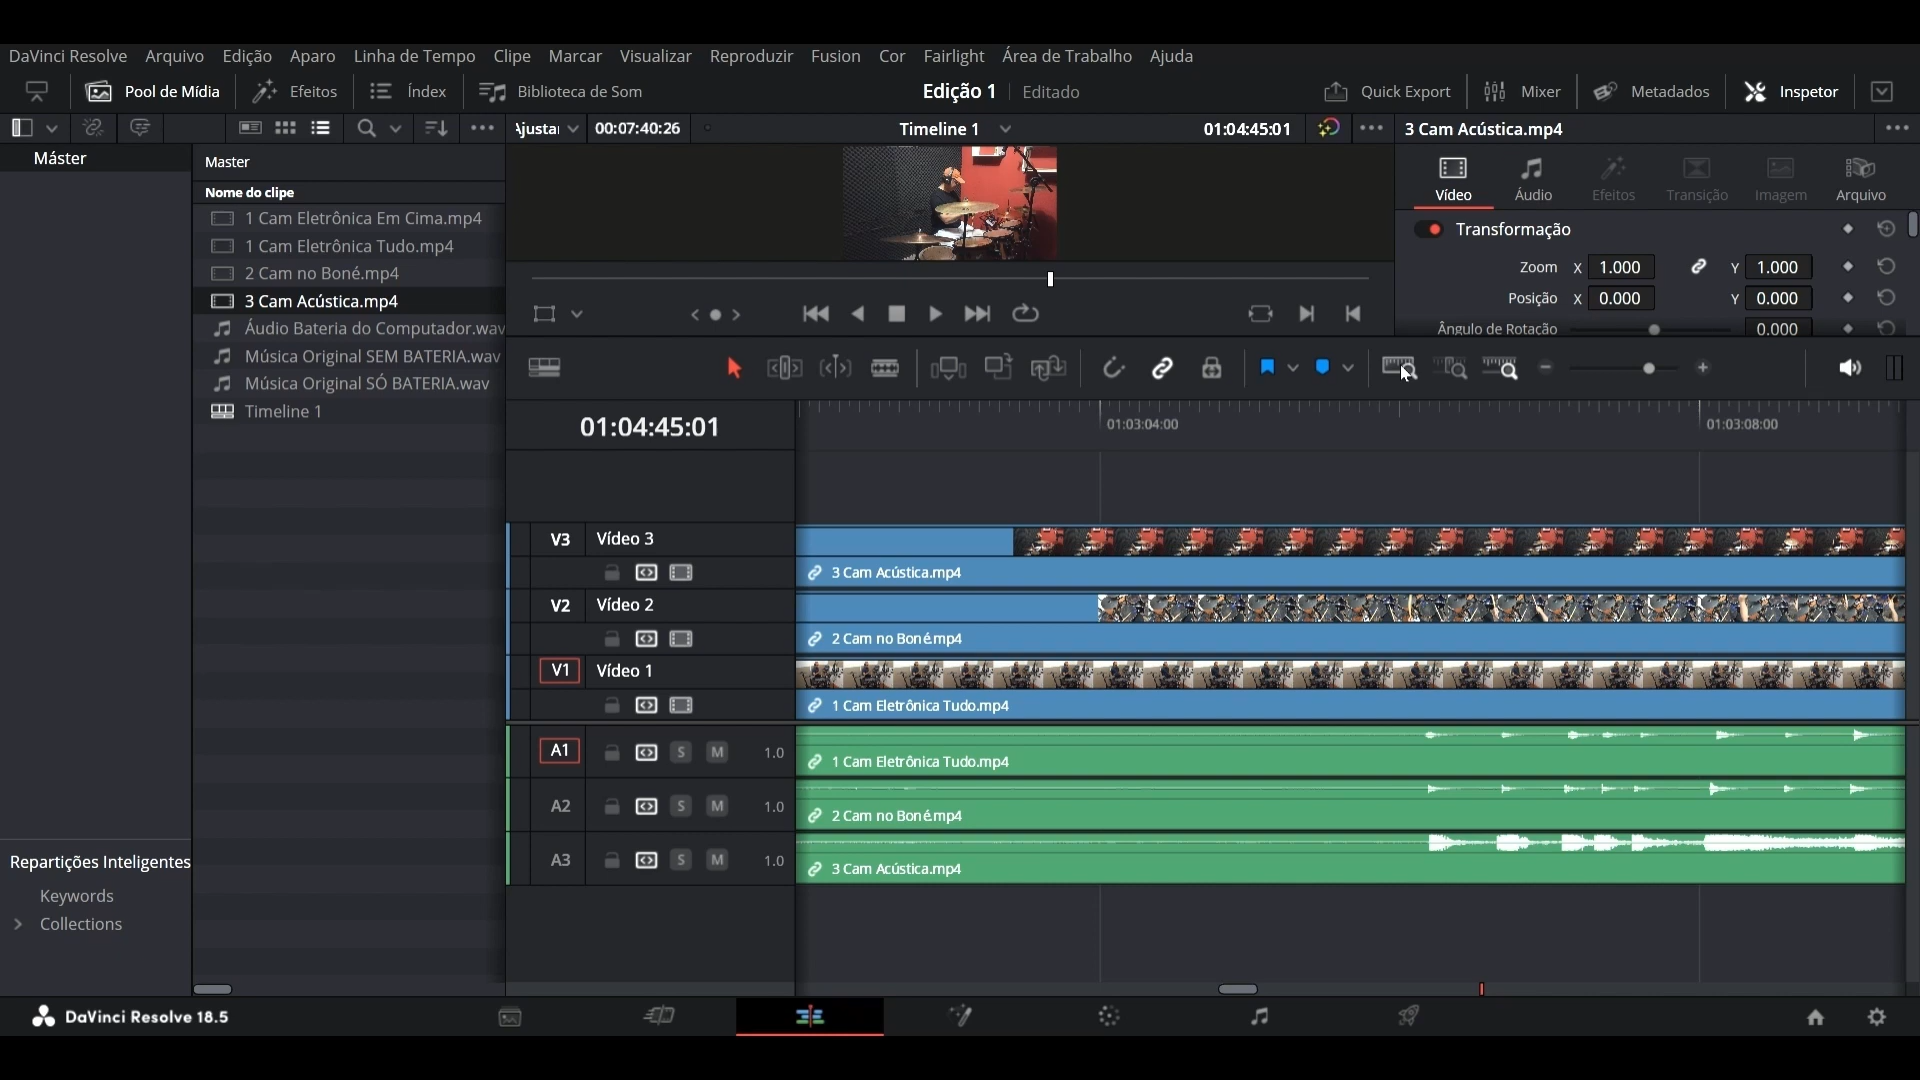 DaVinci Resolve Arquivo Edição Aparo Linha de Tempo Clipe Marcar Visualizar Reproduzir Fusion Cor Fairlight Área de Trabalho Ajuda
Pool de Mídia Efeitos Índex Biblioteca de Som Edição 1 Editado Quick Export Mixer Metadados Inspetor
Ajustar 00:07:40:26 Timeline 1 01:04:45:01 3 Cam Acústica.mp4
Máster
Master
Nome do clipe
1 Cam Eletrônica Em Cima.mp4
1 Cam Eletrônica Tudo.mp4
2 Cam no Boné.mp4
3 Cam Acústica.mp4
Áudio Bateria do Computador.wav
Música Original SEM BATERIA.wav
Música Original SÓ BATERIA.wav
Timeline 1
Vídeo Áudio Efeitos Transição Imagem Arquivo
Transformação
Zoom X 1.000 Y 1.000
Posição X 0.000 Y 0.000
Ângulo de Rotação 0.000
01:04:45:01
01:03:04:00 01:03:08:00
V3 Vídeo 3
3 Cam Acústica.mp4
V2 Vídeo 2
2 Cam no Boné.mp4
V1 Vídeo 1
1 Cam Eletrônica Tudo.mp4
A1 S M 1.0
1 Cam Eletrônica Tudo.mp4
A2 S M 1.0
2 Cam no Boné.mp4
A3 S M 1.0
3 Cam Acústica.mp4
Repartições Inteligentes
Keywords
Collections
DaVinci Resolve 18.5